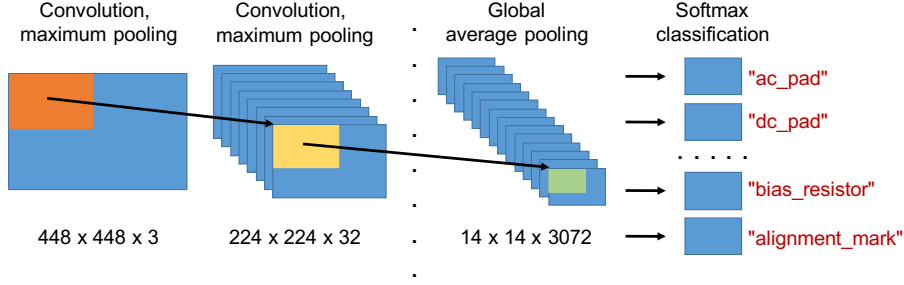 Convolution,
maximum pooling
Convolution,
maximum pooling
Global
average pooling
Softmax
classification
"ac_pad"
"dc_pad"
. . . . .
"bias_resistor"
"alignment_mark"
448 x 448 x 3
224 x 224 x 32
14 x 14 x 3072